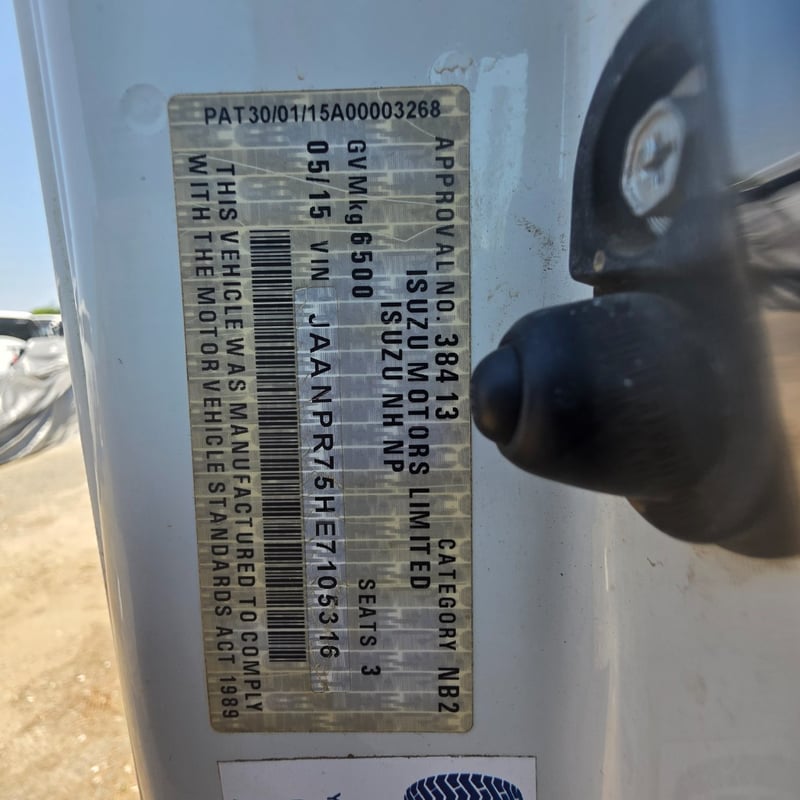 PAT30/01/15A00003268
APPROVAL NO. 38413 CATEGORY NB2
ISUZU MOTORS LIMITED
ISUZU NH NP
GVMkg 6500 SEATS 3
05/15 VIN JAANPR75HE7105316
THIS VEHICLE WAS MANUFACTURED TO COMPLY
WITH THE MOTOR VEHICLE STANDARDS ACT 1989